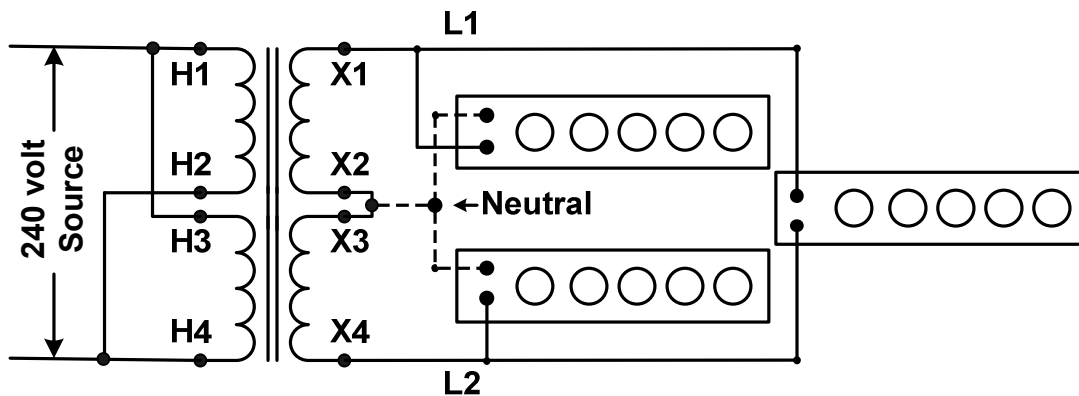 L1
H1
X1
H2
X2
240 volt
Source
Neutral
H3
X3
H4
X4
L2